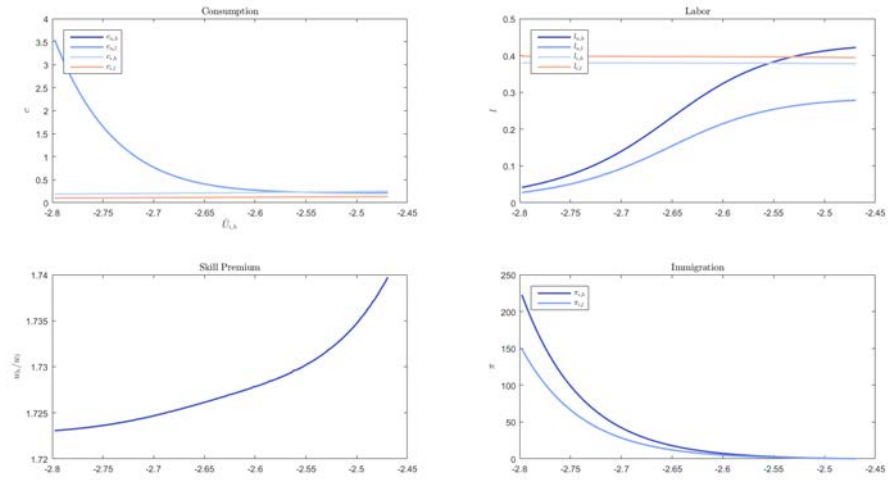 Consumption
4
3.5
3
2.5
2
1.5
1
0.5
0
c
c_{n,h}
c_{n,l}
c_{i,h}
c_{i,l}
-2.8 -2.75 -2.7 -2.65 -2.6 -2.55 -2.5 -2.45
Û_{i,h}
Labor
0.5
0.4
0.3
0.2
0.1
0
l
l_{n,h}
l_{n,l}
l_{i,h}
l_{i,l}
-2.8 -2.75 -2.7 -2.65 -2.6 -2.55 -2.5 -2.45
Skill Premium
1.74
1.735
1.73
1.725
1.72
w_h/w_l
-2.8 -2.75 -2.7 -2.65 -2.6 -2.55 -2.5 -2.45
Immigration
250
200
150
100
50
0
π
π_{i,h}
π_{i,l}
-2.8 -2.75 -2.7 -2.65 -2.6 -2.55 -2.5 -2.45